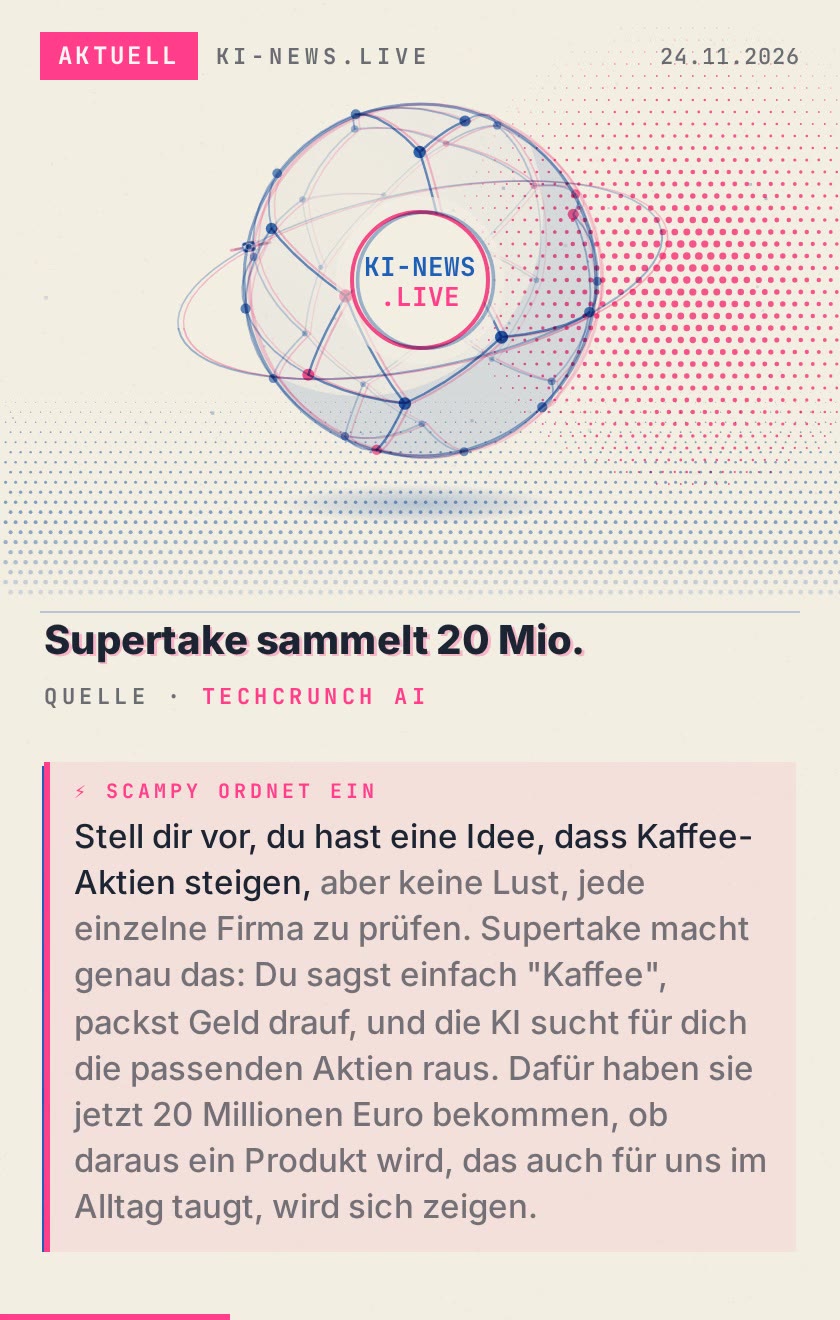 AKTUELL KI-NEWS.LIVE 24.11.2026
KI-NEWS
.LIVE
Supertake sammelt 20 Mio.
QUELLE · TECHCRUNCH AI
⚡ SCAMPY ORDNET EIN
Stell dir vor, du hast eine Idee, dass Kaffee-
Aktien steigen, aber keine Lust, jede
einzelne Firma zu prüfen. Supertake macht
genau das: Du sagst einfach "Kaffee",
packst Geld drauf, und die KI sucht für dich
die passenden Aktien raus. Dafür haben sie
jetzt 20 Millionen Euro bekommen, ob
daraus ein Produkt wird, das auch für uns im
Alltag taugt, wird sich zeigen.